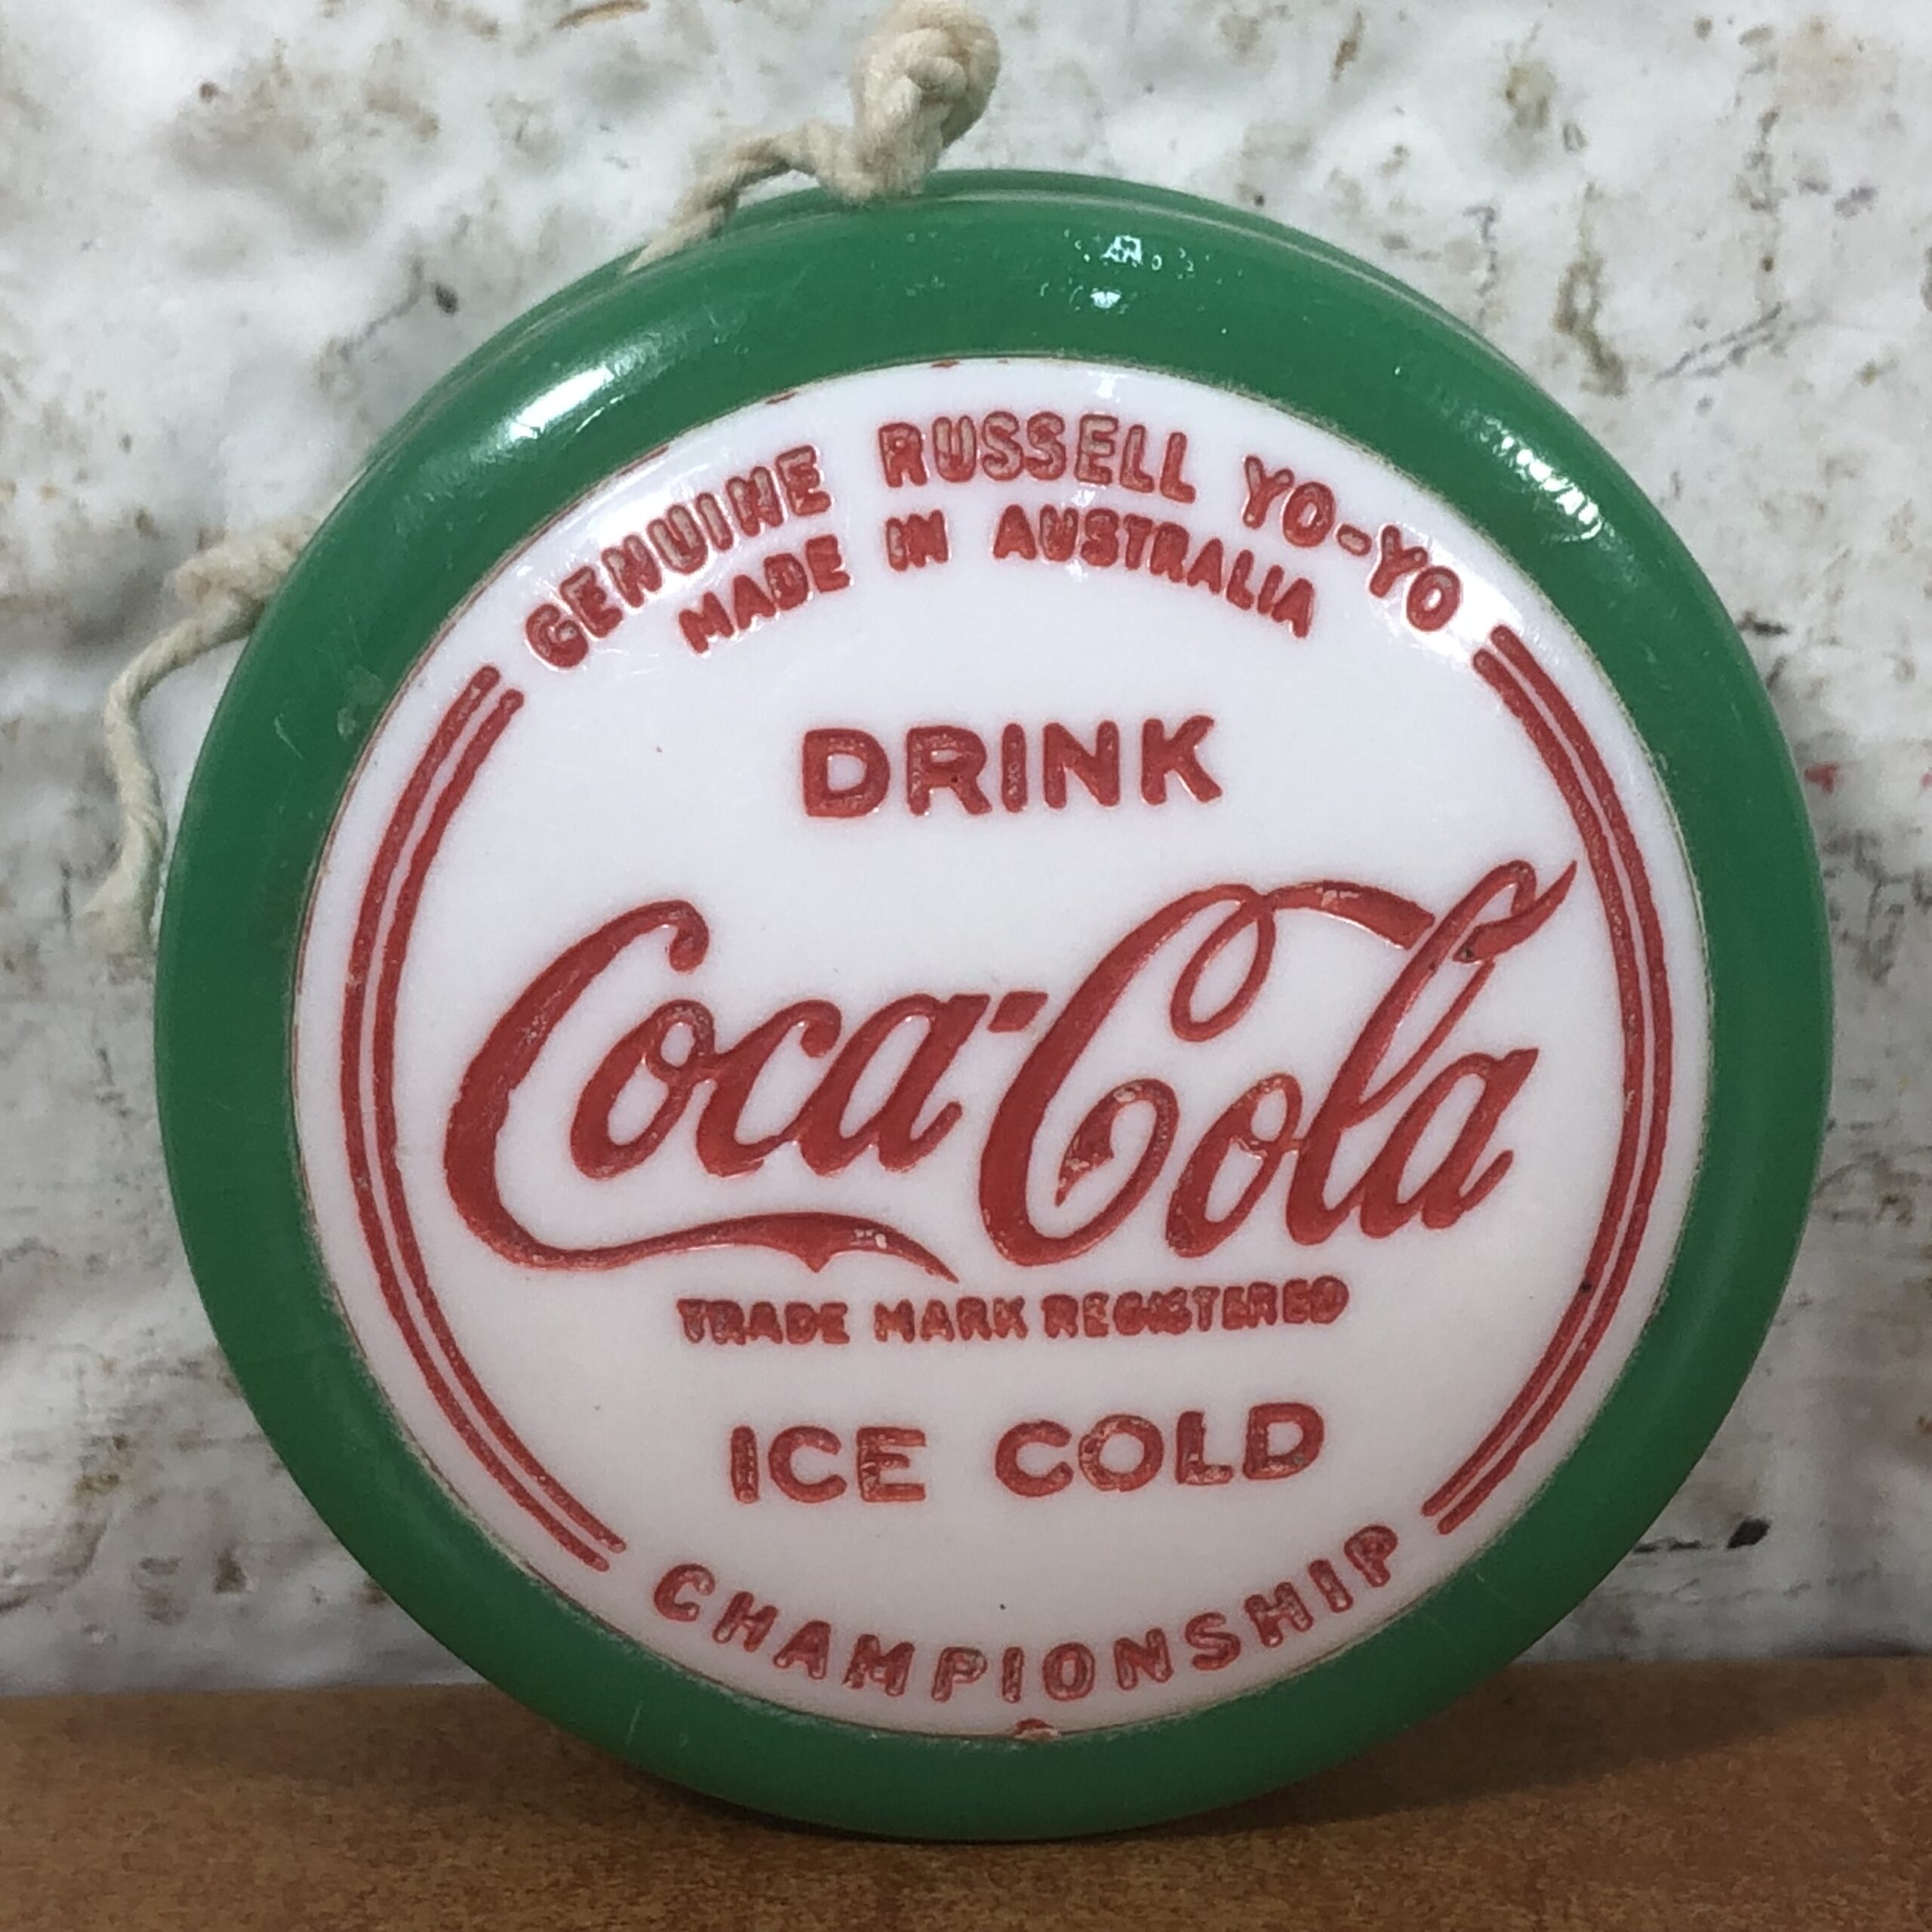 GENUINE RUSSELL YO-YO
MADE IN AUSTRALIA
DRINK
Coca-Cola
TRADE MARK REGISTERED
ICE COLD
CHAMPIONSHIP